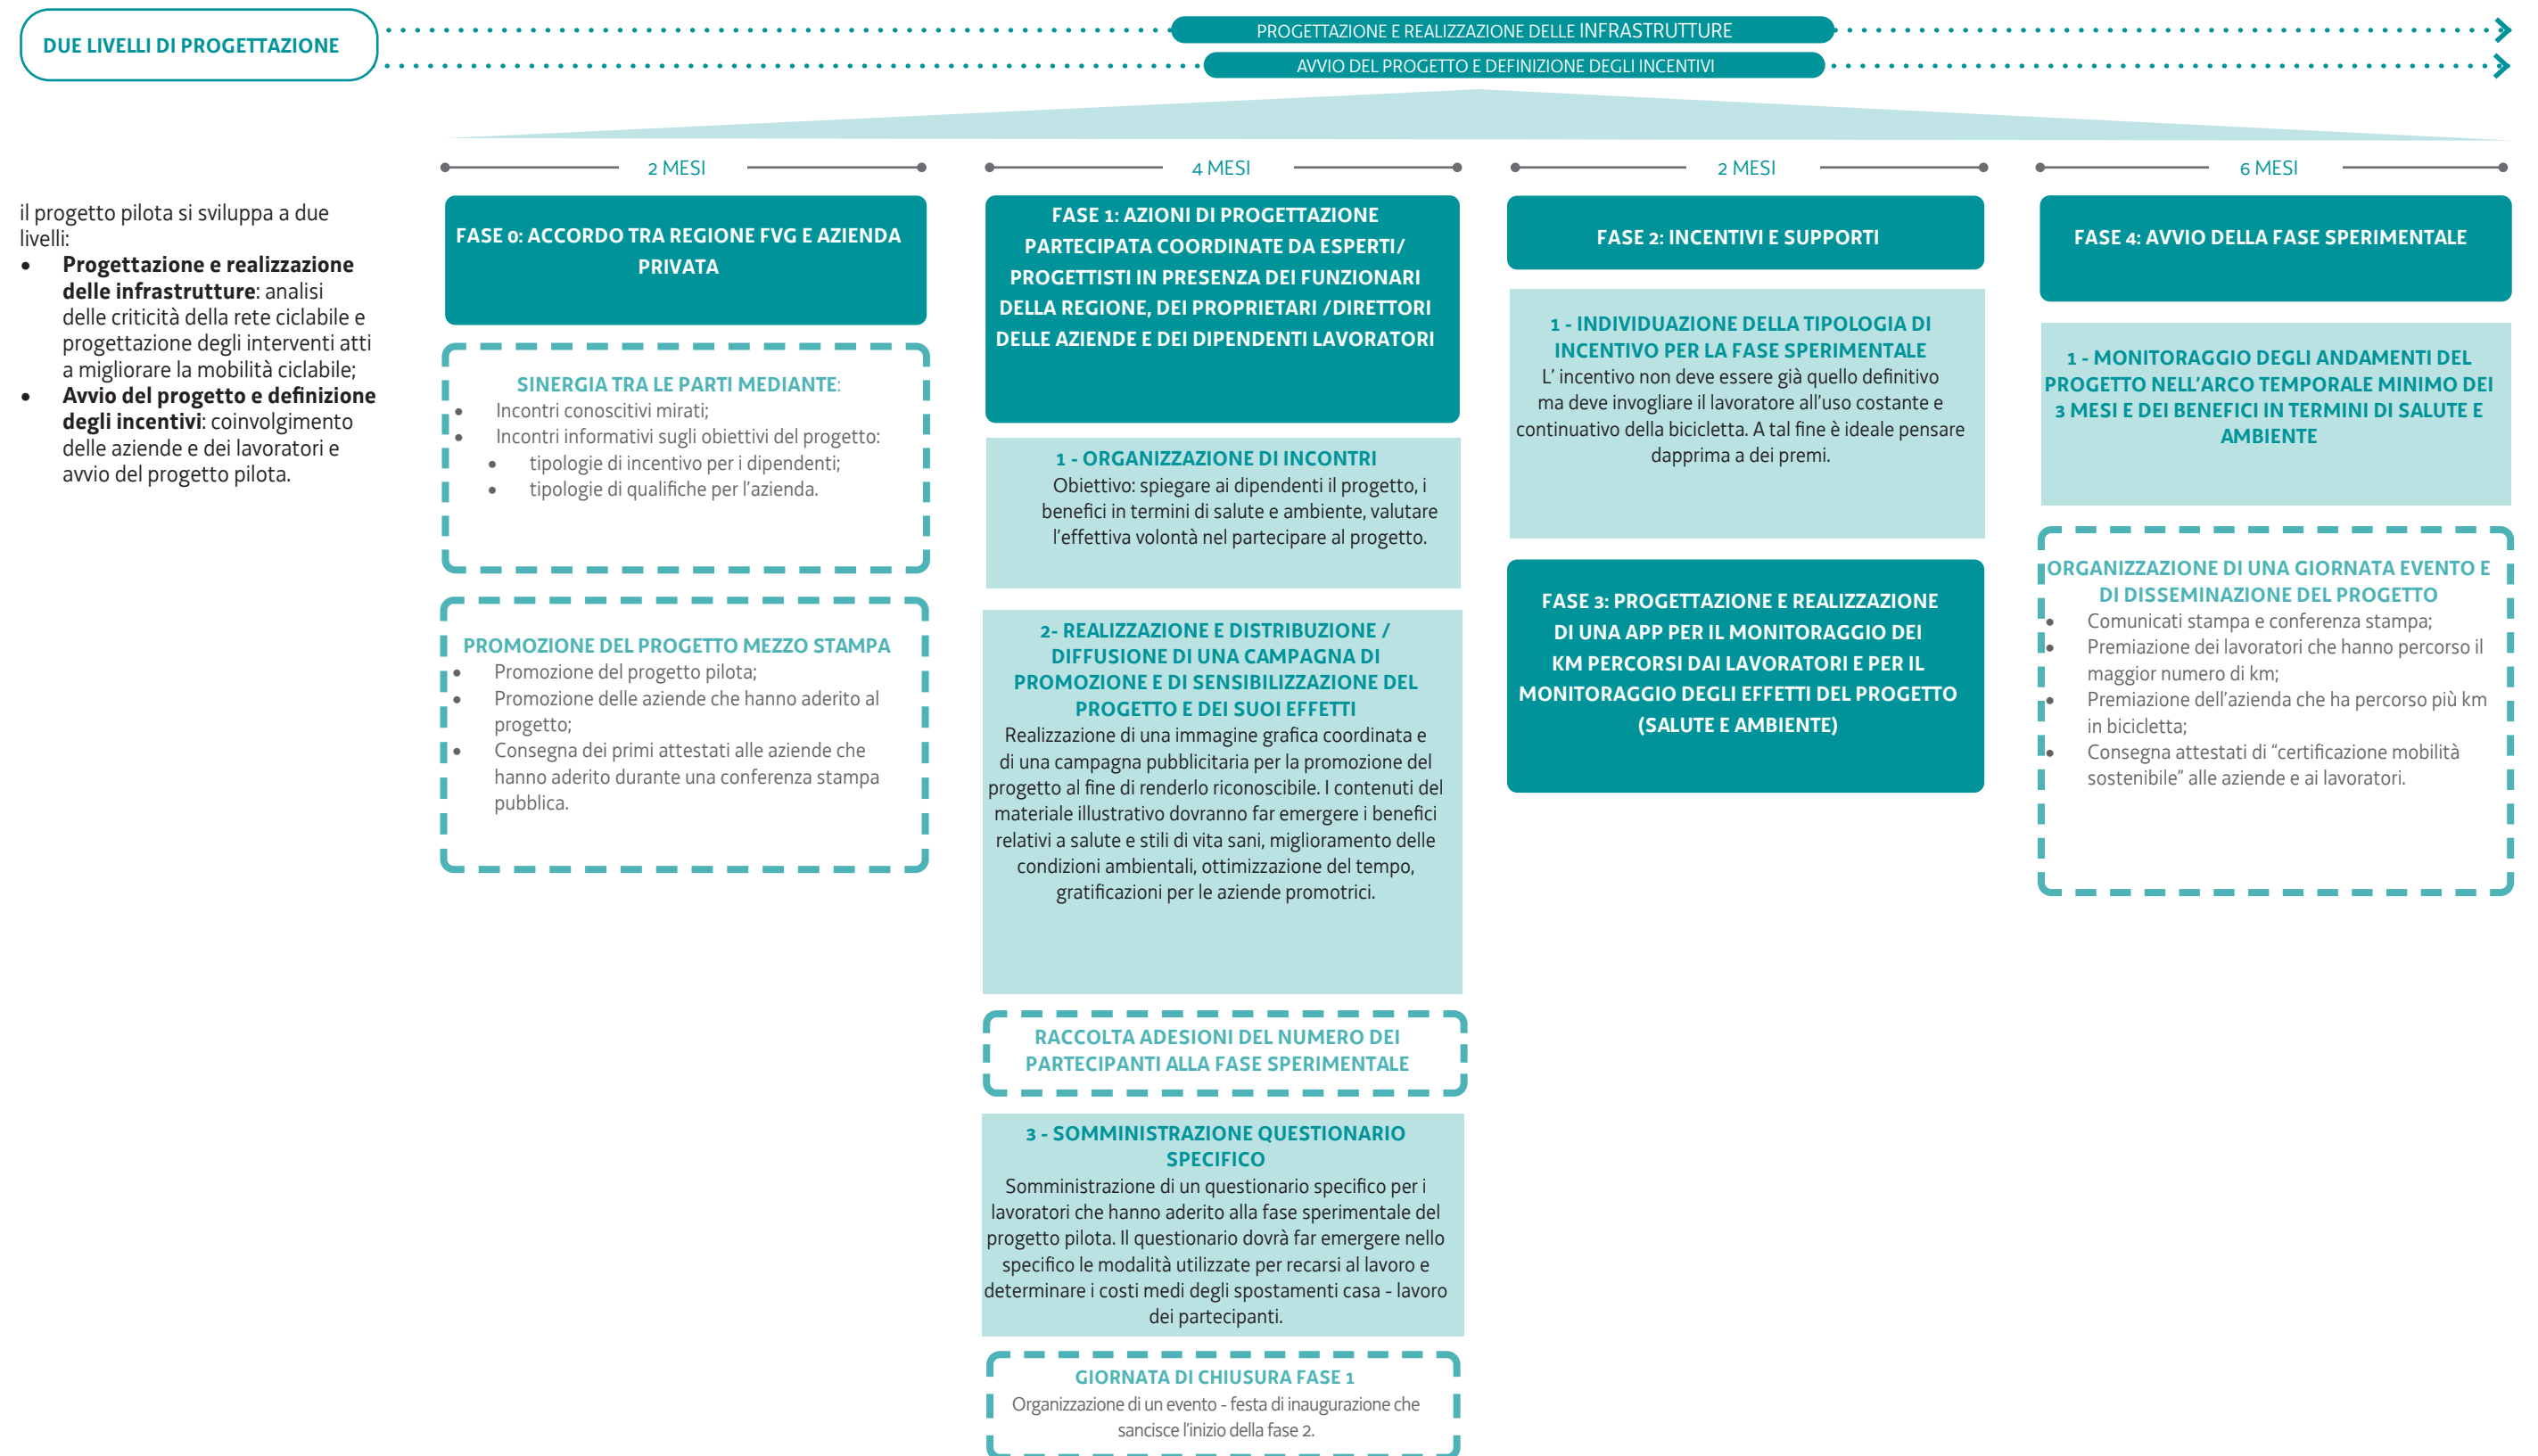 DUE LIVELLI DI PROGETTAZIONE
PROGETTAZIONE E REALIZZAZIONE DELLE INFRASTRUTTURE
AVVIO DEL PROGETTO E DEFINIZIONE DEGLI INCENTIVI
il progetto pilota si sviluppa a due
livelli:
• Progettazione e realizzazione
delle infrastrutture: analisi
delle criticità della rete ciclabile e
progettazione degli interventi atti
a migliorare la mobilità ciclabile;
• Avvio del progetto e definizione
degli incentivi: coinvolgimento
delle aziende e dei lavoratori e
avvio del progetto pilota.
2 MESI
FASE 0: ACCORDO TRA REGIONE FVG E AZIENDA
PRIVATA
SINERGIA TRA LE PARTI MEDIANTE:
• Incontri conoscitivi mirati;
• Incontri informativi sugli obiettivi del progetto:
• tipologie di incentivo per i dipendenti;
• tipologie di qualifiche per l'azienda.
PROMOZIONE DEL PROGETTO MEZZO STAMPA
• Promozione del progetto pilota;
• Promozione delle aziende che hanno aderito al
progetto;
• Consegna dei primi attestati alle aziende che
hanno aderito durante una conferenza stampa
pubblica.
4 MESI
FASE 1: AZIONI DI PROGETTAZIONE
PARTECIPATA COORDINATE DA ESPERTI/
PROGETTISTI IN PRESENZA DEI FUNZIONARI
DELLA REGIONE, DEI PROPRIETARI /DIRETTORI
DELLE AZIENDE E DEI DIPENDENTI LAVORATORI
1 - ORGANIZZAZIONE DI INCONTRI
Obiettivo: spiegare ai dipendenti il progetto, i
benefici in termini di salute e ambiente, valutare
l'effettiva volontà nel partecipare al progetto.
2- REALIZZAZIONE E DISTRIBUZIONE /
DIFFUSIONE DI UNA CAMPAGNA DI
PROMOZIONE E DI SENSIBILIZZAZIONE DEL
PROGETTO E DEI SUOI EFFETTI
Realizzazione di una immagine grafica coordinata e
di una campagna pubblicitaria per la promozione del
progetto al fine di renderlo riconoscibile. I contenuti del
materiale illustrativo dovranno far emergere i benefici
relativi a salute e stili di vita sani, miglioramento delle
condizioni ambientali, ottimizzazione del tempo,
gratificazioni per le aziende promotrici.
RACCOLTA ADESIONI DEL NUMERO DEI
PARTECIPANTI ALLA FASE SPERIMENTALE
3 - SOMMINISTRAZIONE QUESTIONARIO
SPECIFICO
Somministrazione di un questionario specifico per i
lavoratori che hanno aderito alla fase sperimentale del
progetto pilota. Il questionario dovrà far emergere nello
specifico le modalità utilizzate per recarsi al lavoro e
determinare i costi medi degli spostamenti casa - lavoro
dei partecipanti.
GIORNATA DI CHIUSURA FASE 1
Organizzazione di un evento - festa di inaugurazione che
sancisce l'inizio della fase 2.
2 MESI
FASE 2: INCENTIVI E SUPPORTI
1 - INDIVIDUAZIONE DELLA TIPOLOGIA DI
INCENTIVO PER LA FASE SPERIMENTALE
L' incentivo non deve essere già quello definitivo
ma deve invogliare il lavoratore all'uso costante e
continuativo della bicicletta. A tal fine è ideale pensare
dapprima a dei premi.
FASE 3: PROGETTAZIONE E REALIZZAZIONE
DI UNA APP PER IL MONITORAGGIO DEI
KM PERCORSI DAI LAVORATORI E PER IL
MONITORAGGIO DEGLI EFFETTI DEL PROGETTO
(SALUTE E AMBIENTE)
6 MESI
FASE 4: AVVIO DELLA FASE SPERIMENTALE
1 - MONITORAGGIO DEGLI ANDAMENTI DEL
PROGETTO NELL'ARCO TEMPORALE MINIMO DEI
3 MESI E DEI BENEFICI IN TERMINI DI SALUTE E
AMBIENTE
ORGANIZZAZIONE DI UNA GIORNATA EVENTO E
DI DISSEMINAZIONE DEL PROGETTO
• Comunicati stampa e conferenza stampa;
• Premiazione dei lavoratori che hanno percorso il
maggior numero di km;
• Premiazione dell'azienda che ha percorso più km
in bicicletta;
• Consegna attestati di “certificazione mobilità
sostenibile” alle aziende e ai lavoratori.